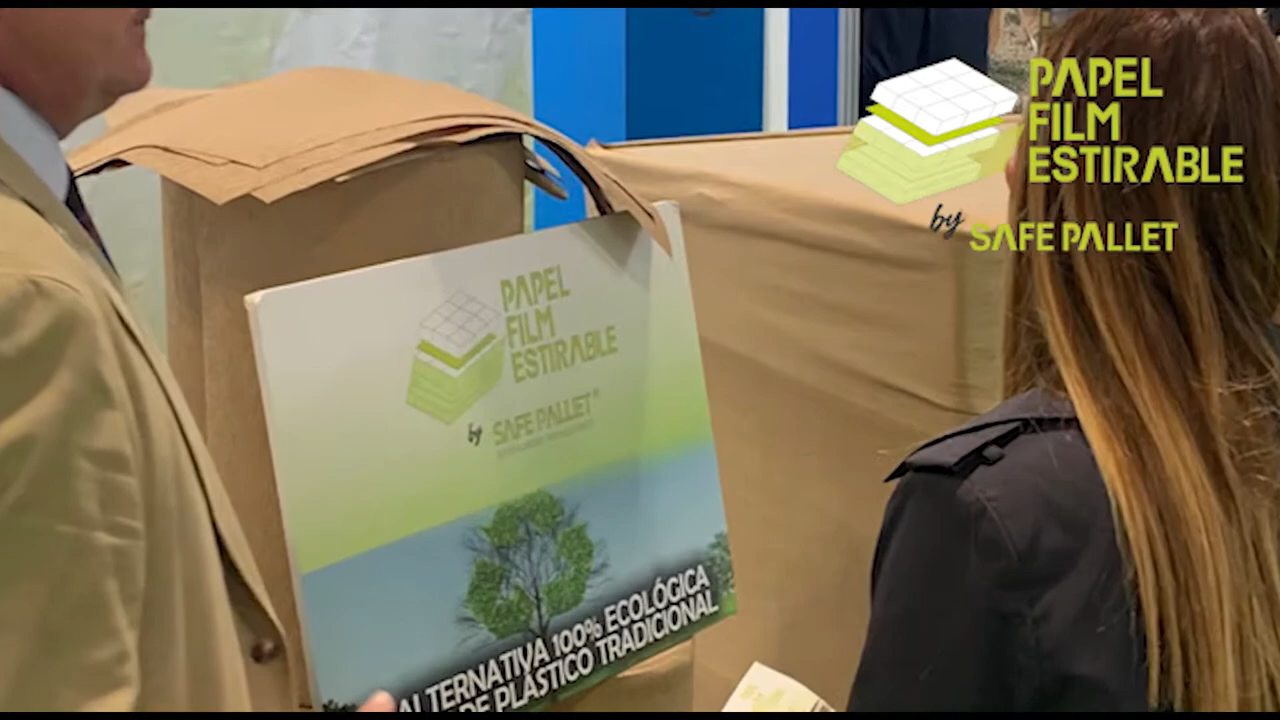 PAPEL
FILM
ESTIRABLE
by SAFE PALLET
PAPEL
FILM
ESTIRABLE
by SAFE PALLET®
ALTERNATIVA 100% ECOLÓGICA
DE PLÁSTICO TRADICIONAL